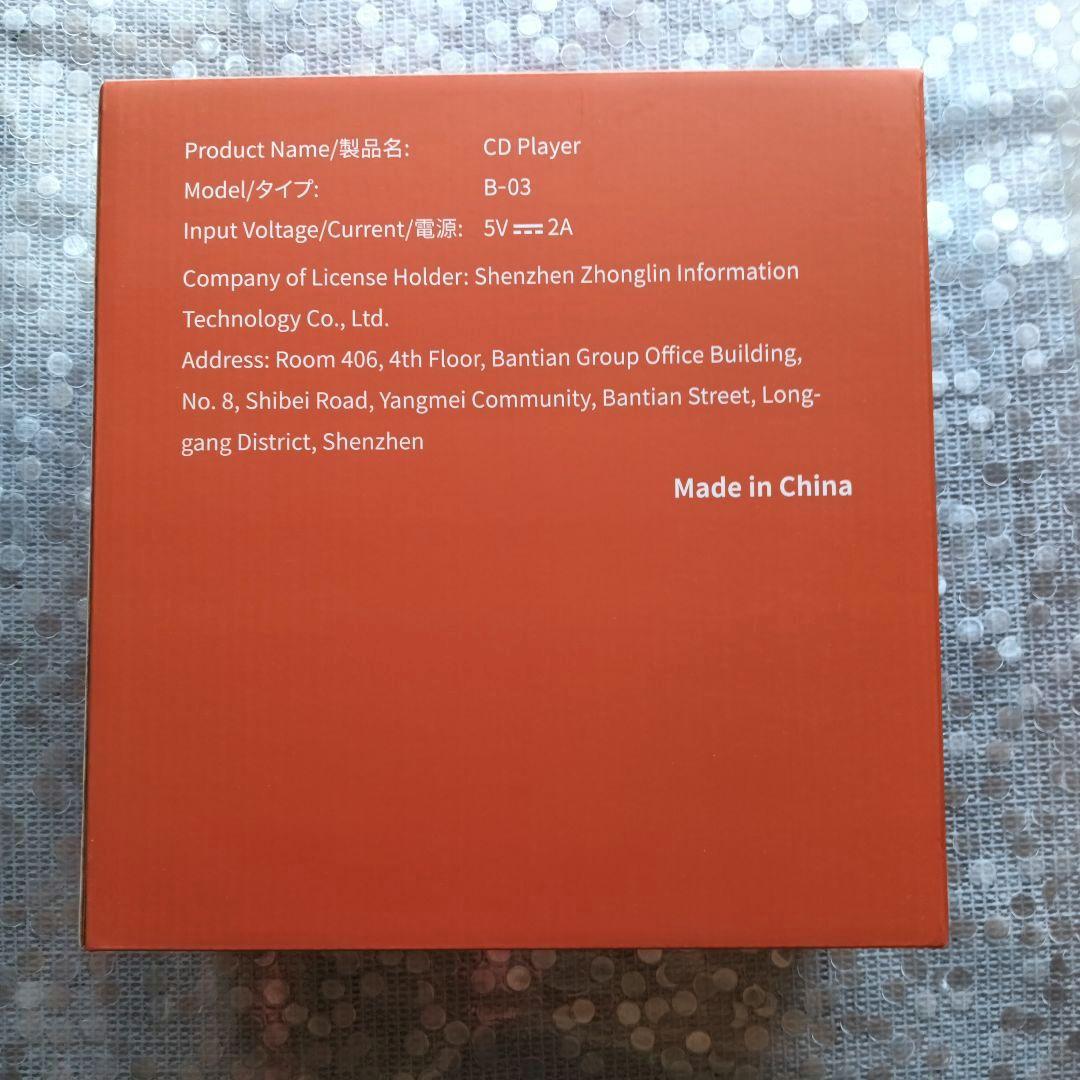 Product Name/製品名: CD Player
Model/タイプ: B-03
Input Voltage/Current/電源: 5V⎓2A
Company of License Holder: Shenzhen Zhonglin Information
Technology Co., Ltd.
Address: Room 406, 4th Floor, Bantian Group Office Building,
No. 8, Shibei Road, Yangmei Community, Bantian Street, Long-
gang District, Shenzhen
Made in China